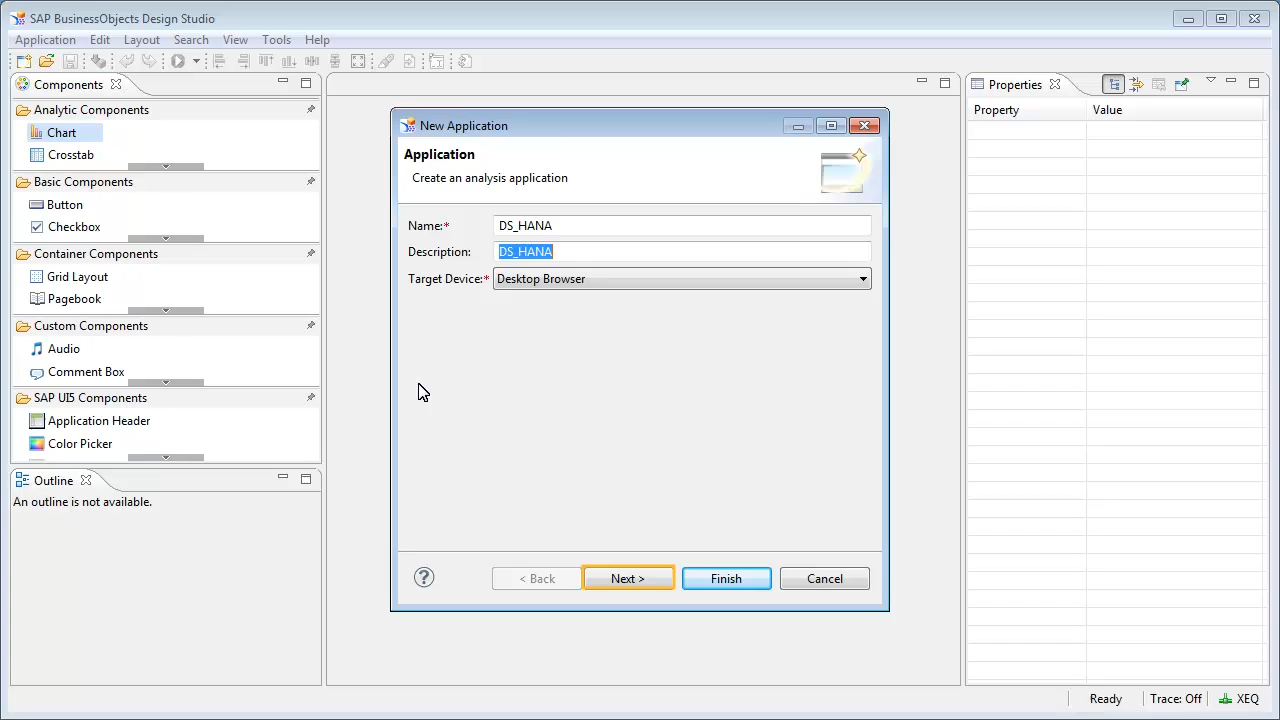 SAP BusinessObjects Design Studio
Application Edit Layout Search View Tools Help
Components
Analytic Components
Chart
Crosstab
Basic Components
Button
Checkbox
Container Components
Grid Layout
Pagebook
Custom Components
Audio
Comment Box
SAP UI5 Components
Application Header
Color Picker
Outline
An outline is not available.
New Application
Application
Create an analysis application
Name:* DS_HANA
Description: DS_HANA
Target Device:* Desktop Browser
? < Back Next > Finish Cancel
Properties
Property Value
Ready Trace: Off XEQ